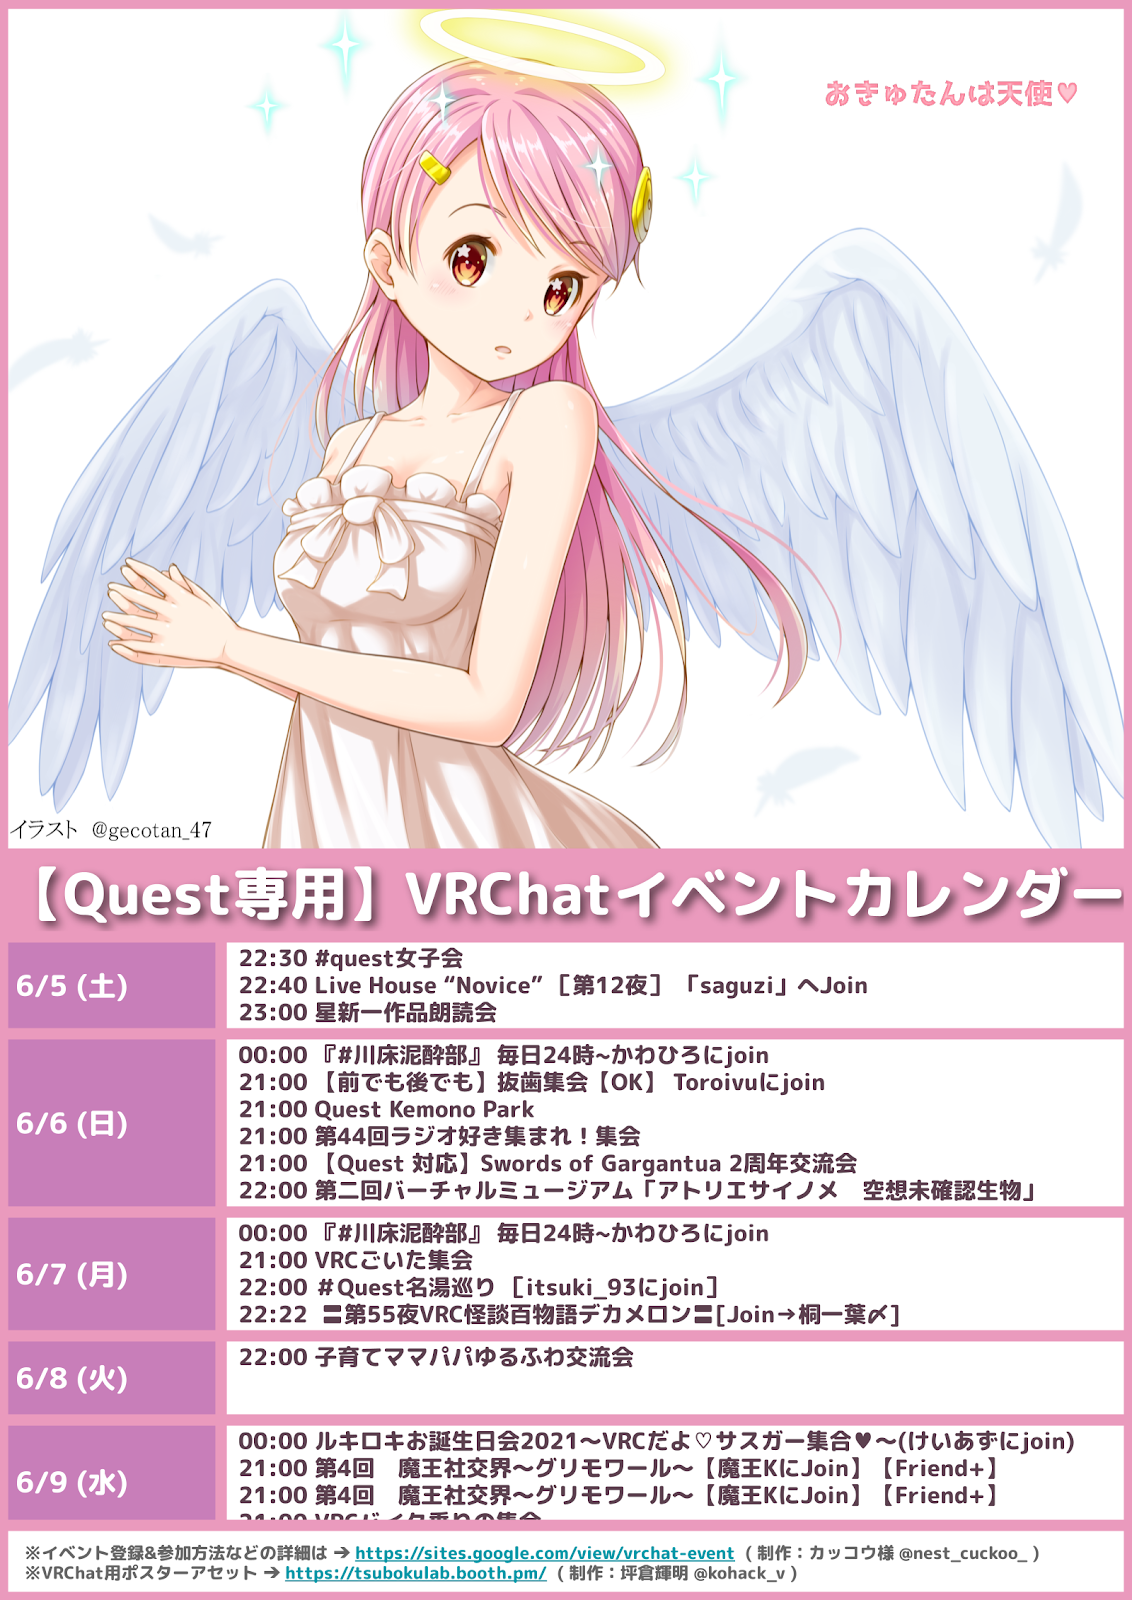 おきゅたんは天使♥
イラスト @gecotan_47
【Quest専用】VRChatイベントカレンダー
6/5 (土)
22:30 #quest女子会
22:40 Live House “Novice” ［第12夜］ 「saguzi」へJoin
23:00 星新一作品朗読会
6/6 (日)
00:00 『#川床泥酔部』 毎日24時~かわひろにjoin
21:00 【前でも後でも】抜歯集会【OK】 Toroivuにjoin
21:00 Quest Kemono Park
21:00 第44回ラジオ好き集まれ！集会
21:00 【Quest 対応】Swords of Gargantua 2周年交流会
22:00 第二回バーチャルミュージアム「アトリエサイノメ　空想未確認生物」
6/7 (月)
00:00 『#川床泥酔部』 毎日24時~かわひろにjoin
21:00 VRCごいた集会
22:00 ＃Quest名湯巡り ［itsuki_93にjoin］
22:22 〓第55夜VRC怪談百物語デカメロン〓[Join→桐一葉〆]
6/8 (火)
22:00 子育てママパパゆるふわ交流会
6/9 (水)
00:00 ルキロキお誕生日会2021～VRCだよ♡サスガー集合♥～(けいあずにjoin)
21:00 第4回　魔王社交界～グリモワール～【魔王KにJoin】【Friend+】
21:00 第4回　魔王社交界～グリモワール～【魔王KにJoin】【Friend+】
21:00 VRCバイク乗りの集会
※イベント登録&参加方法などの詳細は → https://sites.google.com/view/vrchat-event ( 制作：カッコウ様 @nest_cuckoo_ )
※VRChat用ポスターアセット → https://tsubokulab.booth.pm/ ( 制作：坪倉輝明 @kohack_v )